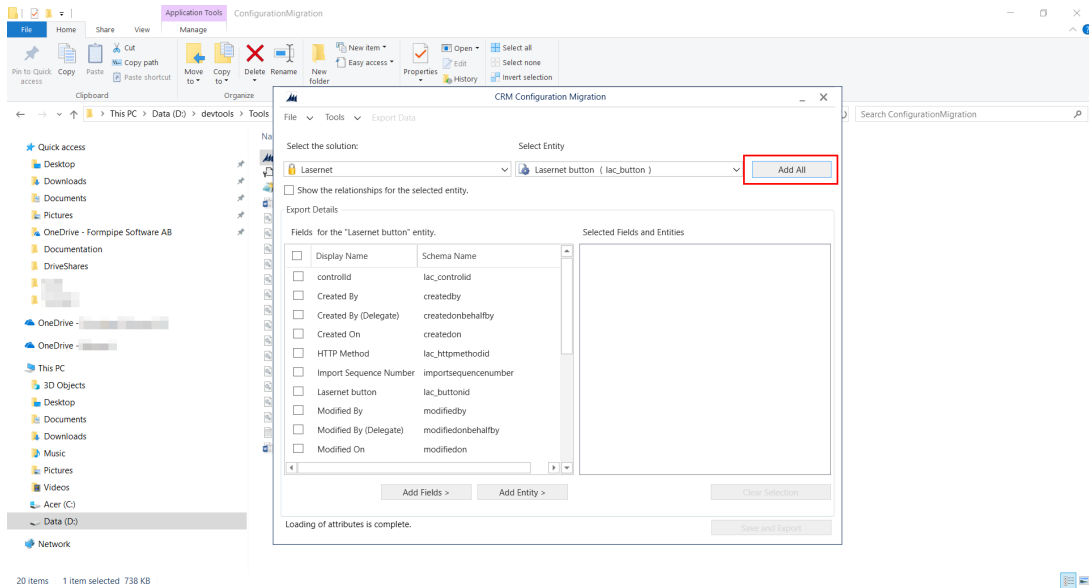 Application Tools ConfigurationMigration
File Home Share View Manage
Pin to Quick access
Copy
Paste
Cut
Copy path
Paste shortcut
Move to
Copy to
Delete
Rename
New folder
New item
Easy access
Properties
Open
Edit
History
Select all
Select none
Invert selection
Clipboard
Organize
> This PC > Data (D:) > devtools > Tools
Search ConfigurationMigration
Quick access
Desktop
Downloads
Documents
Pictures
OneDrive - Formpipe Software AB
Documentation
DriveShares
OneDrive -
OneDrive -
This PC
3D Objects
Desktop
Documents
Downloads
Music
Pictures
Videos
Acer (C:)
Data (D:)
Network
20 items 1 item selected 738 KB
Na
CRM Configuration Migration
File Tools Export Data
Select the solution: Select Entity
Lasernet Lasernet button ( lac_button ) Add All
Show the relationships for the selected entity.
Export Details
Fields for the "Lasernet button" entity. Selected Fields and Entities
Display Name Schema Name
controlId lac_controlid
Created By createdby
Created By (Delegate) createdonbehalfby
Created On createdon
HTTP Method lac_httpmethodid
Import Sequence Number importsequencenumber
Lasernet button lac_buttonid
Modified By modifiedby
Modified By (Delegate) modifiedonbehalfby
Modified On modifiedon
Add Fields > Add Entity > Clear Selection
Loading of attributes is complete. Save and Export